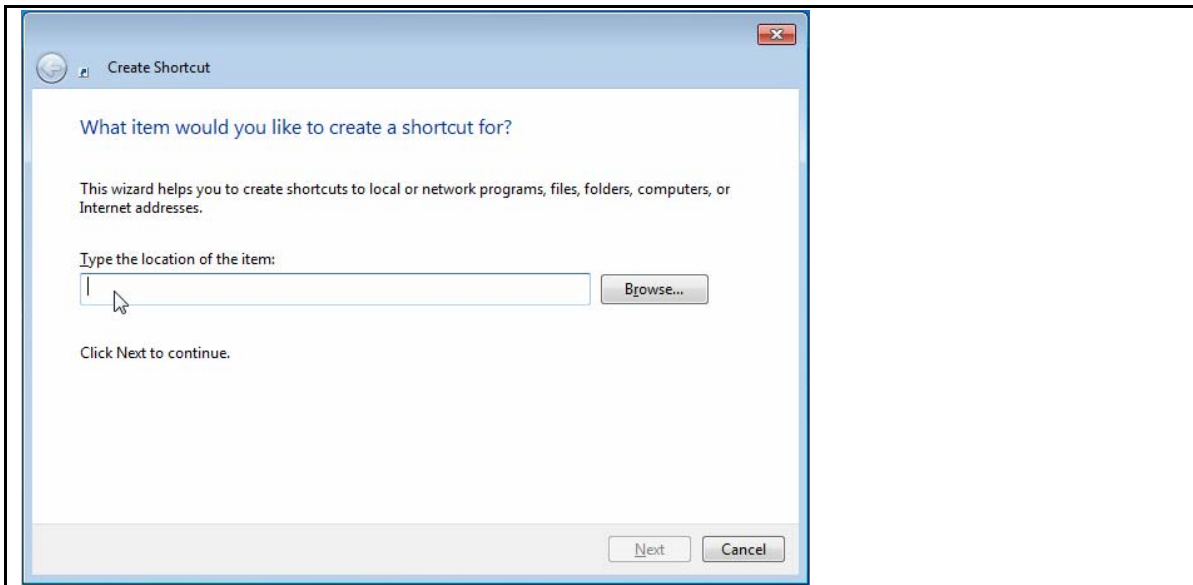 Create Shortcut
What item would you like to create a shortcut for?
This wizard helps you to create shortcuts to local or network programs, files, folders, computers, or
Internet addresses.
Type the location of the item:
Browse...
Click Next to continue.
Next Cancel